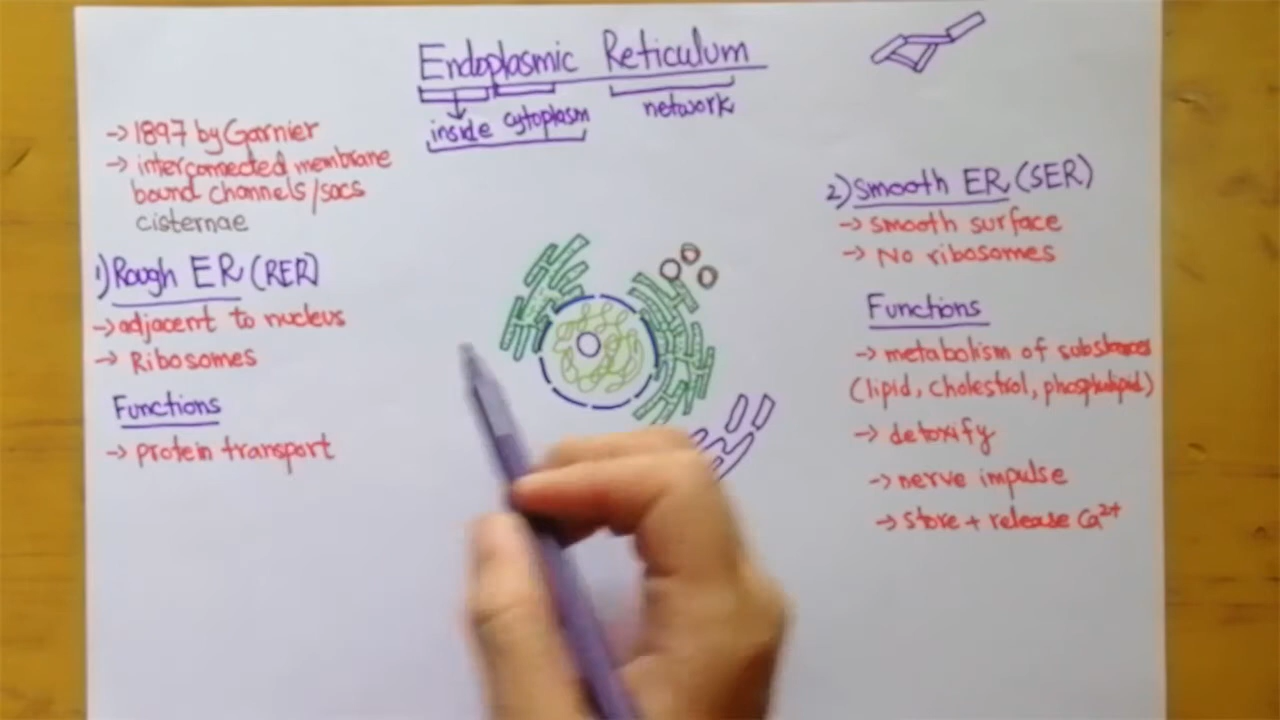 Endoplasmic Reticulum
inside cytoplasm
network
-> 1897 by Garnier
-> interconnected membrane
bound channels/sacs
cisternae
1) Rough ER (RER)
-> adjacent to nucleus
-> Ribosomes
Functions
-> protein transport
2) Smooth ER (SER)
-> smooth surface
-> No ribosomes
Functions
-> metabolism of substances
(lipid, cholestrol, phospholipid)
-> detoxify
-> nerve impulse
-> store + release Ca²⁺